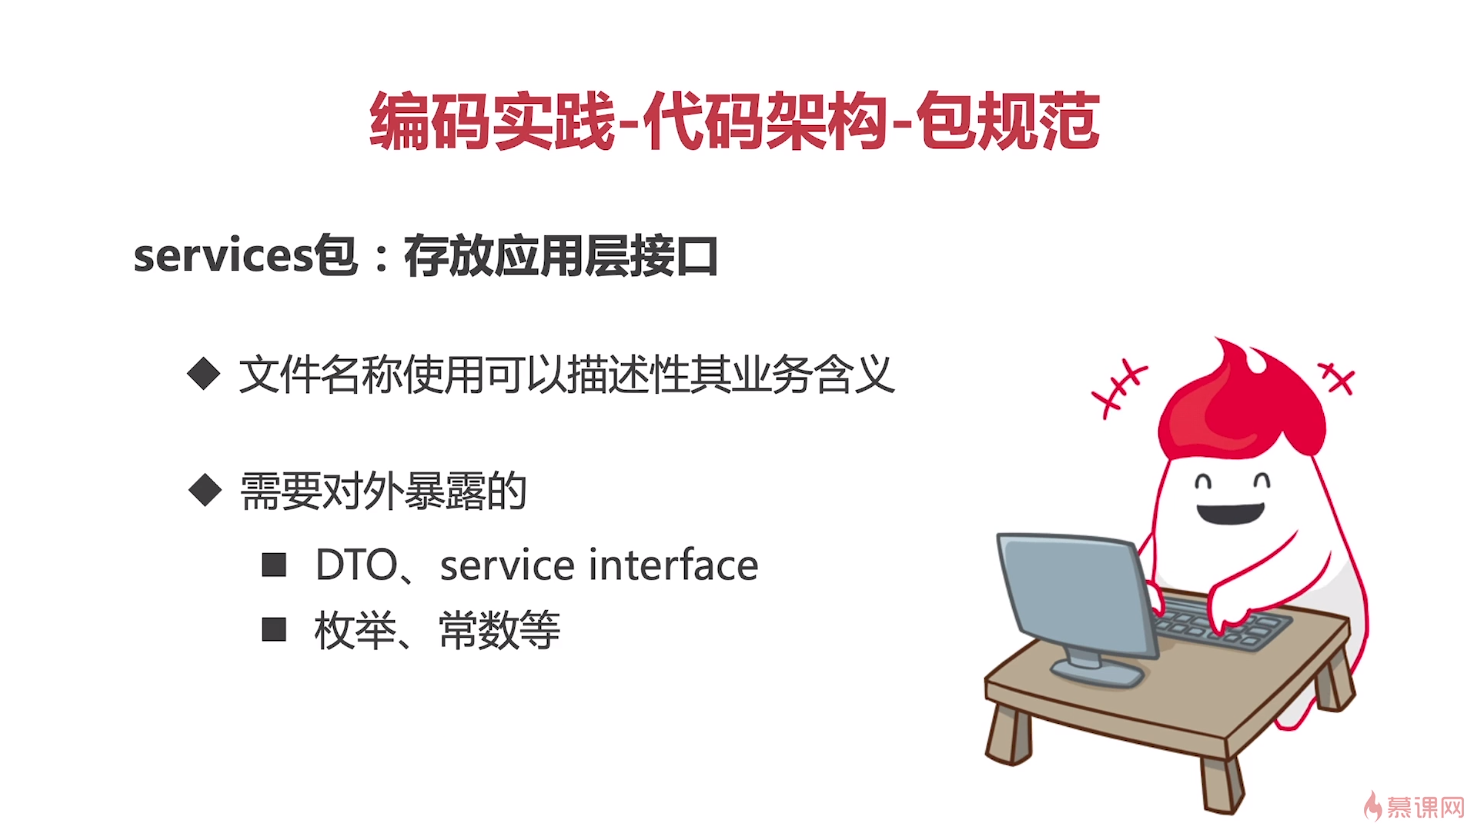 编码实践-代码架构-包规范
services包：存放应用层接口
文件名称使用可以描述性其业务含义
需要对外暴露的
DTO、service interface
枚举、常数等
慕课网